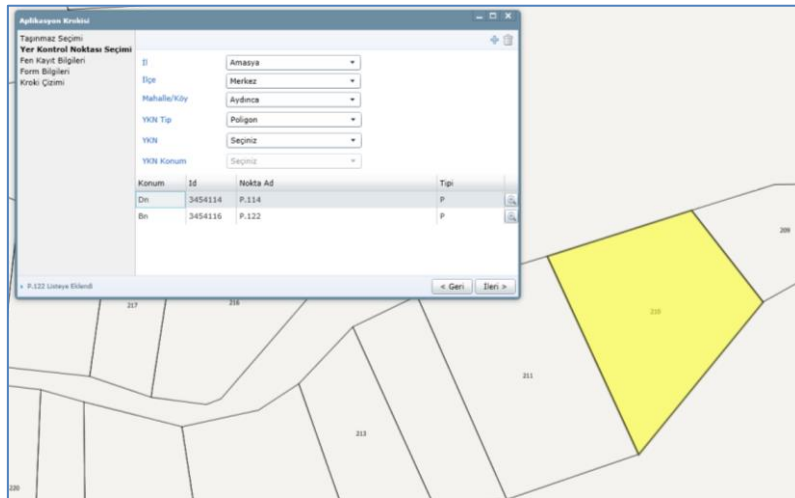 Aplikasyon Krokisi
Taşınmaz Seçimi
Yer Kontrol Noktası Seçimi
Fen Kayıt Bilgileri
Form Bilgileri
Kroki Çizimi
İl Amasya
İlçe Merkez
Mahalle/Köy Aydınca
YKN Tip Poligon
YKN Seçiniz
YKN Konum Seçiniz
Konum Id Nokta Ad Tipi
Dn 3454114 P.114 P
Bn 3454116 P.122 P
P.122 Listeye Eklendi
< Geri İleri >
209
217
216
210
211
213
220